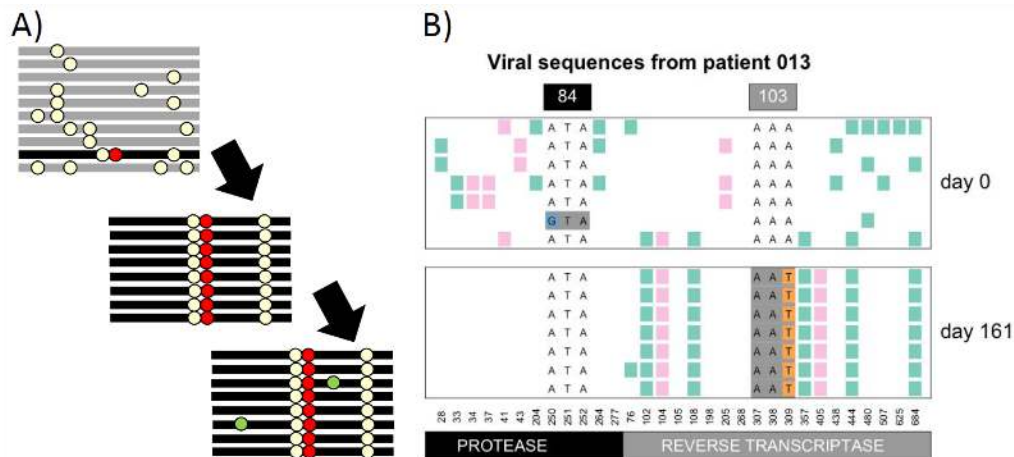 A)
B)
Viral sequences from patient 013
84
103
A T A A A A
A T A A A A
A T A A A A
A T A A A A
A T A A A A
G T A A A A
A T A A A A
day 0
A T A A A T
A T A A A T
A T A A A T
A T A A A T
A T A A A T
A T A A A T
A T A A A T
day 161
28 33 34 37 41 43 204 250 251 252 264 277 76 102 104 105 108 198 205 268 307 308 309 357 405 438 444 480 507 625 684
PROTEASE
REVERSE TRANSCRIPTASE